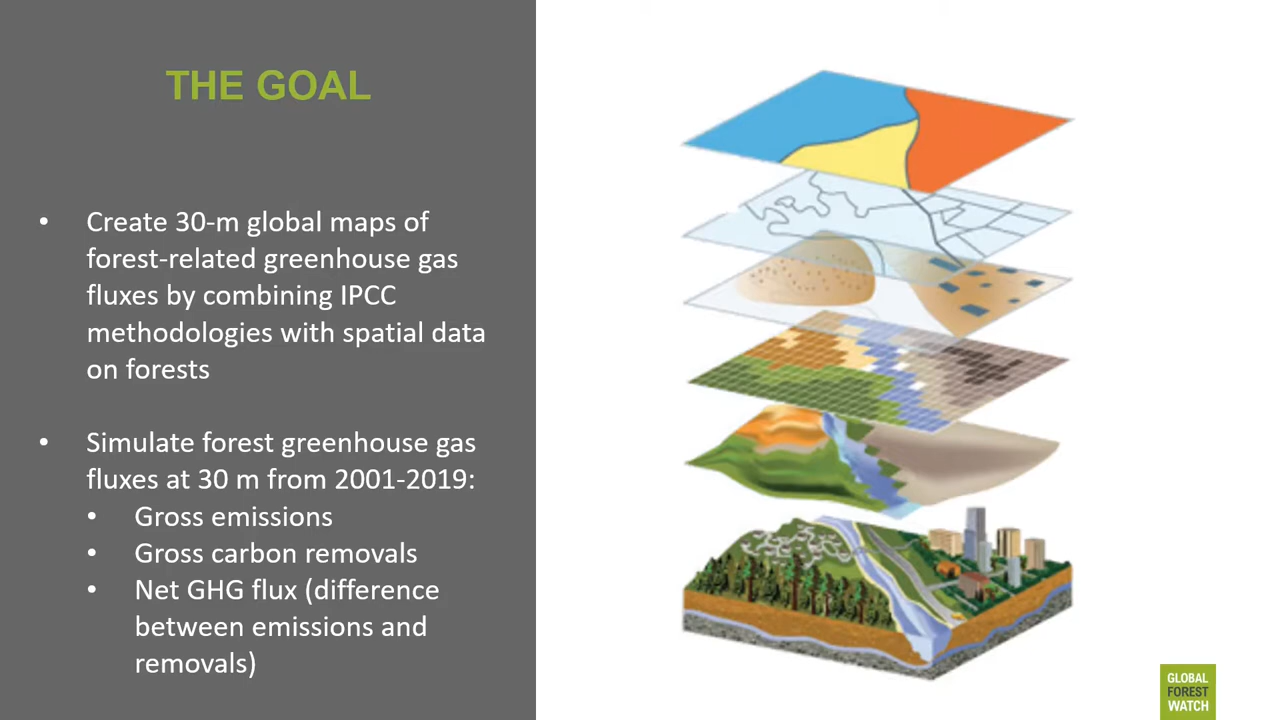 THE GOAL
• Create 30-m global maps of
forest-related greenhouse gas
fluxes by combining IPCC
methodologies with spatial data
on forests
• Simulate forest greenhouse gas
fluxes at 30 m from 2001-2019:
• Gross emissions
• Gross carbon removals
• Net GHG flux (difference
between emissions and
removals)
GLOBAL
FOREST
WATCH